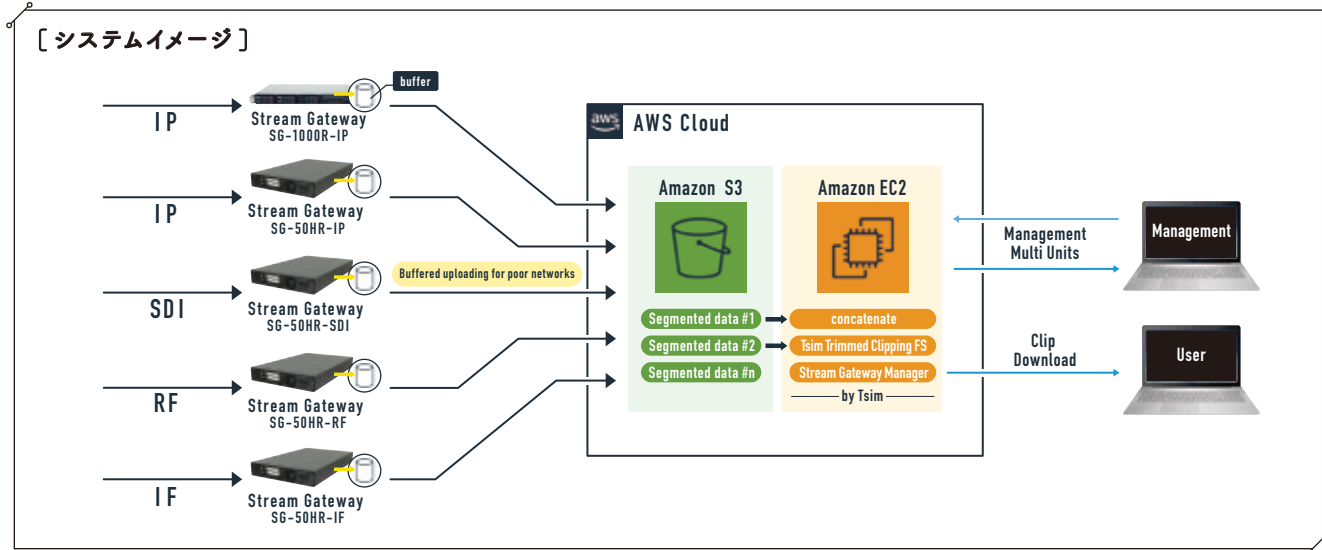 [システムイメージ]
buffer
IP
Stream Gateway
SG-1000R-IP
IP
Stream Gateway
SG-50HR-IP
SDI
Stream Gateway
SG-50HR-SDI
Buffered uploading for poor networks
RF
Stream Gateway
SG-50HR-RF
IF
Stream Gateway
SG-50HR-IF
aws
AWS Cloud
Amazon S3
Segmented data #1
Segmented data #2
Segmented data #n
Amazon EC2
concatenate
Tsim Trimmed Clipping FS
Stream Gateway Manager
by Tsim
Management
Multi Units
Management
Clip
Download
User